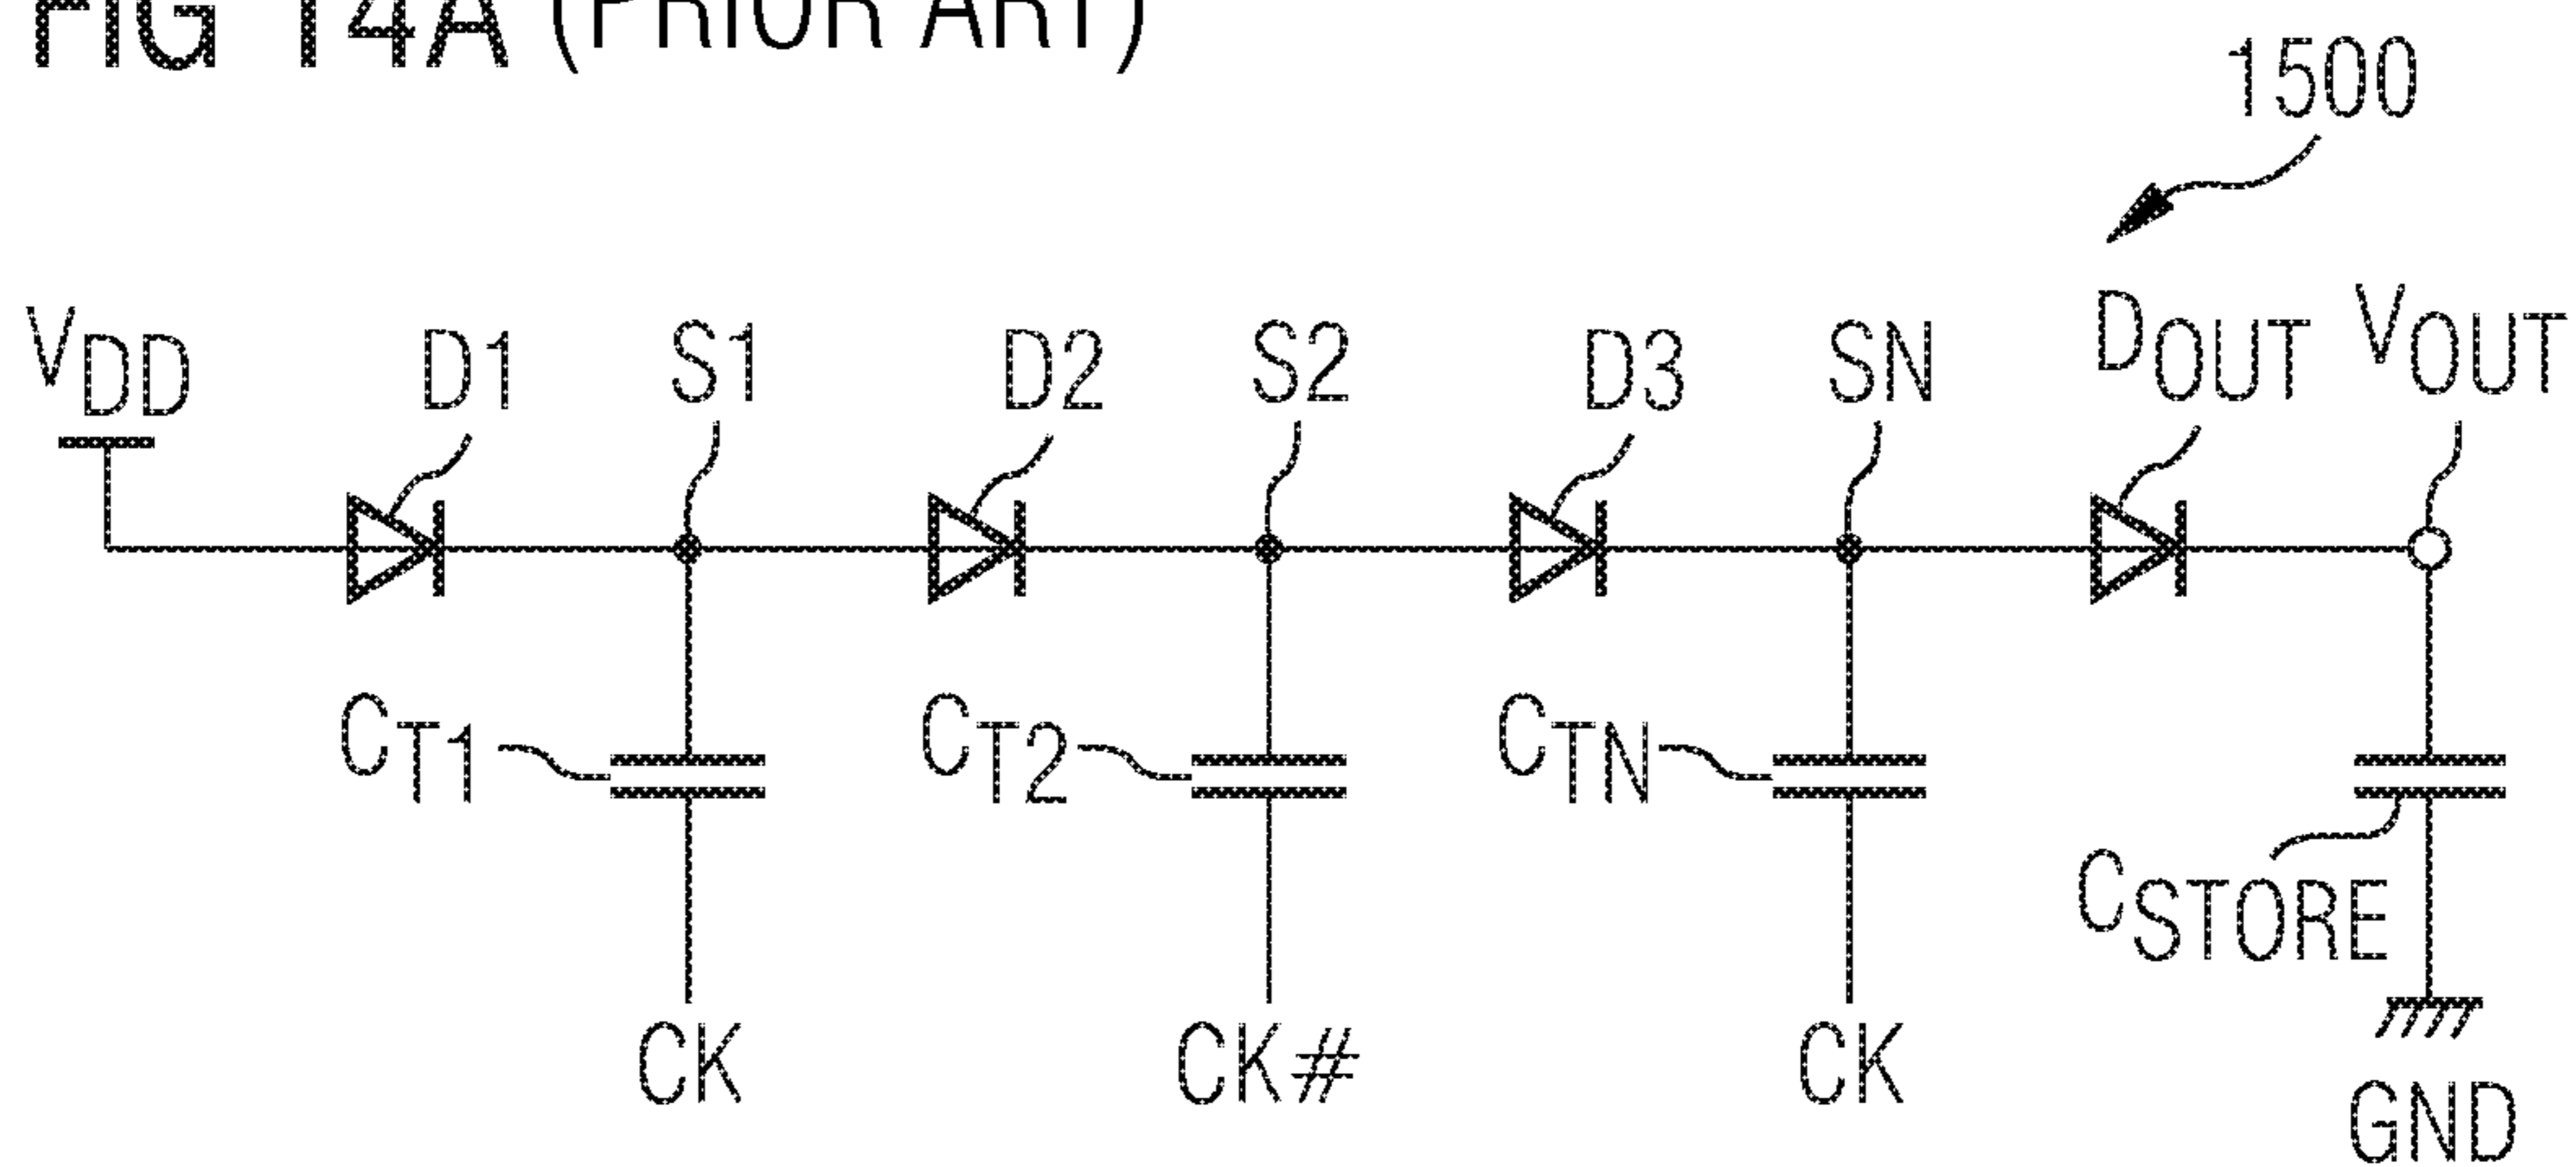 FIG 14A (PRIOR ART)
1500
VDD D1 S1 D2 S2 D3 SN DOUT VOUT
CT1 CT2 CTN
CSTORE
CK CK# CK
GND